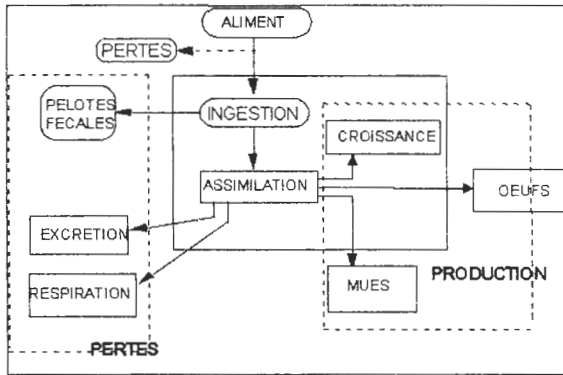 ALIMENT
PERTES
PELOTES
FECALES
INGESTION
CROISSANCE
ASSIMILATION
OEUFS
EXCRETION
PRODUCTION
RESPIRATION
MUES
PERTES